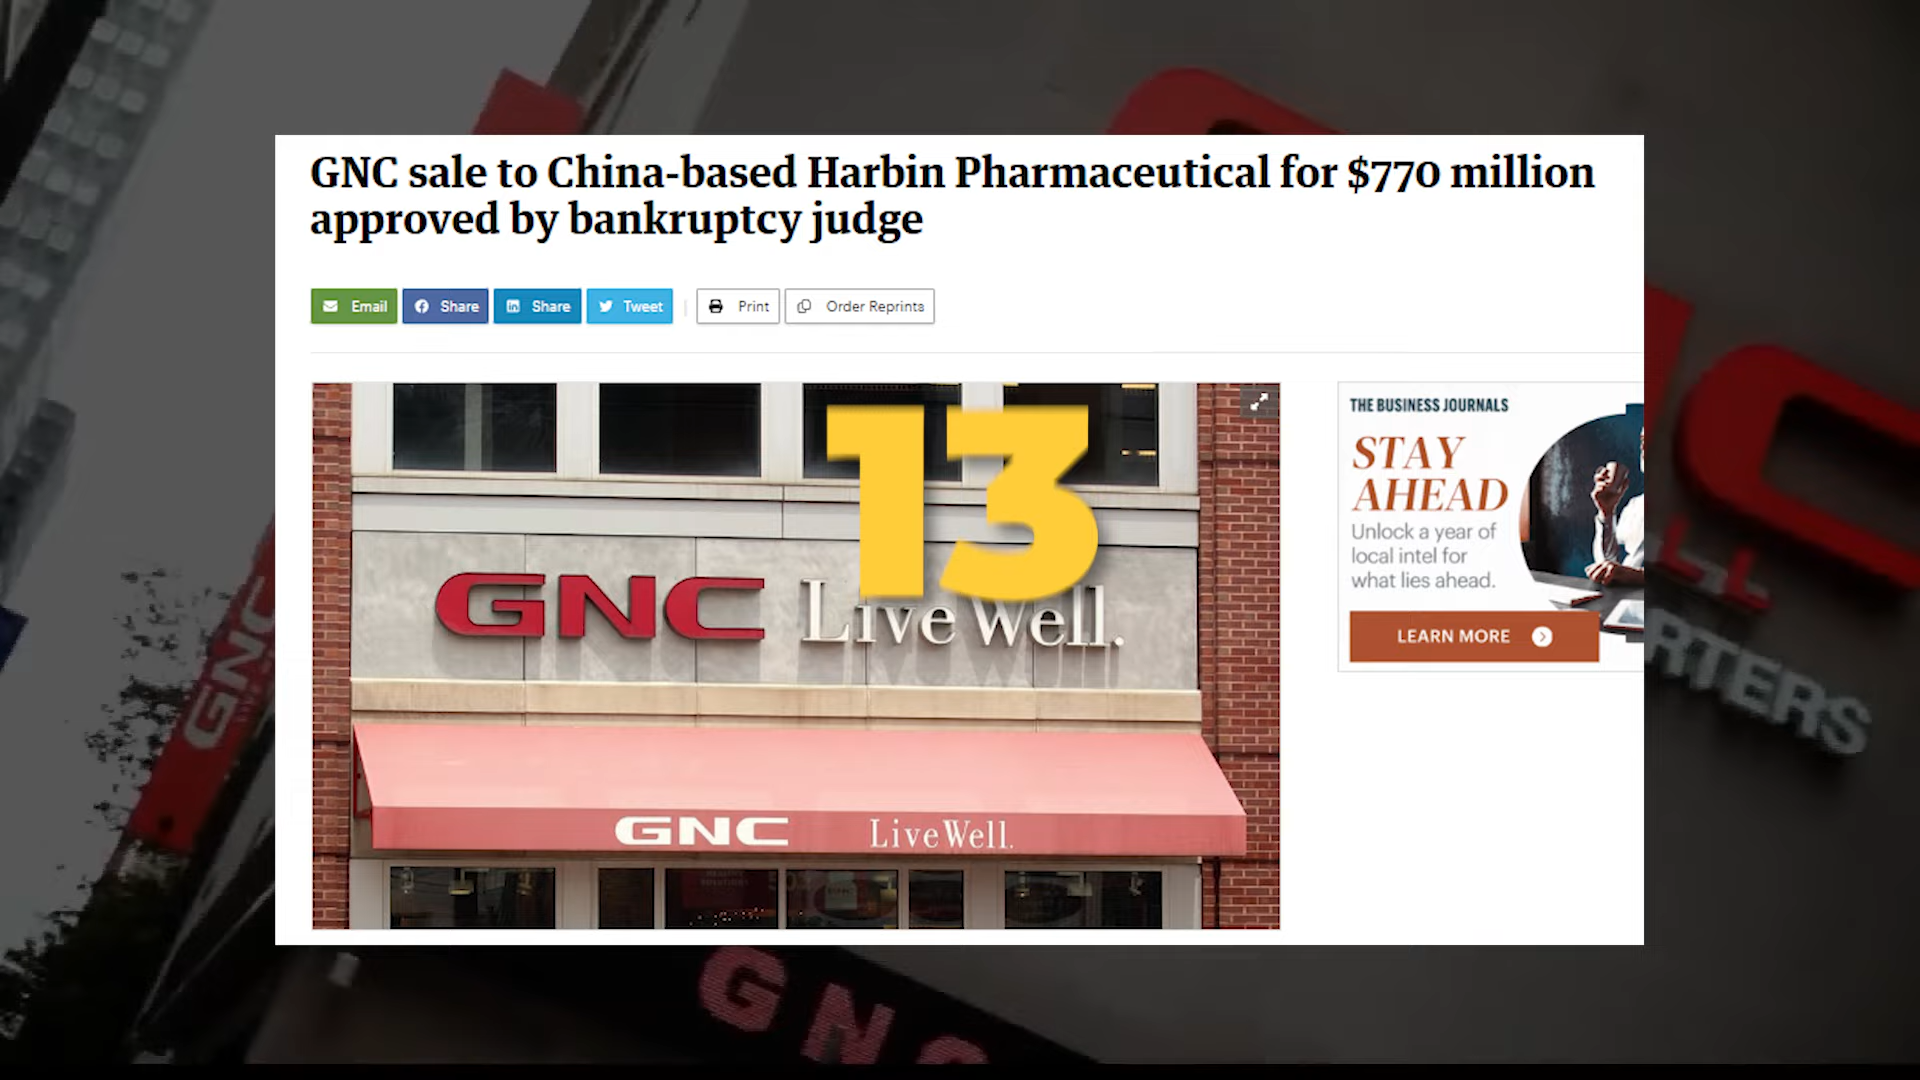 GNC sale to China-based Harbin Pharmaceutical for $770 million
approved by bankruptcy judge
Email
Share
Share
Tweet
Print
Order Reprints
13
GNC Live Well.
GNC LiveWell.
THE BUSINESS JOURNALS
STAY
AHEAD
Unlock a year of
local intel for
what lies ahead.
LEARN MORE
GNC
RTERS
GNC